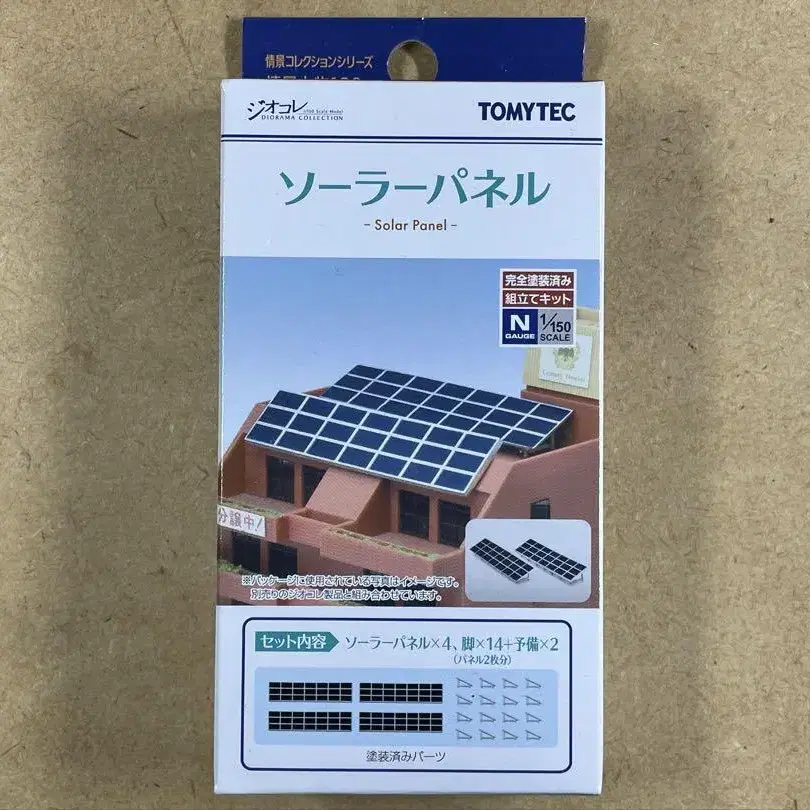 情景コレクションシリーズ
ジオコレ
1/150 Scale Model
DIORAMA COLLECTION
TOMYTEC
ソーラーパネル
- Solar Panel -
完全塗装済み
組立てキット
N
GAUGE
1/150
SCALE
分譲中!
※パッケージに使用されている写真はイメージです。
別売りのジオコレ製品と組み合わせています。
セット内容
ソーラーパネル×4、脚×14+予備×2
(パネル2枚分)
塗装済みパーツ